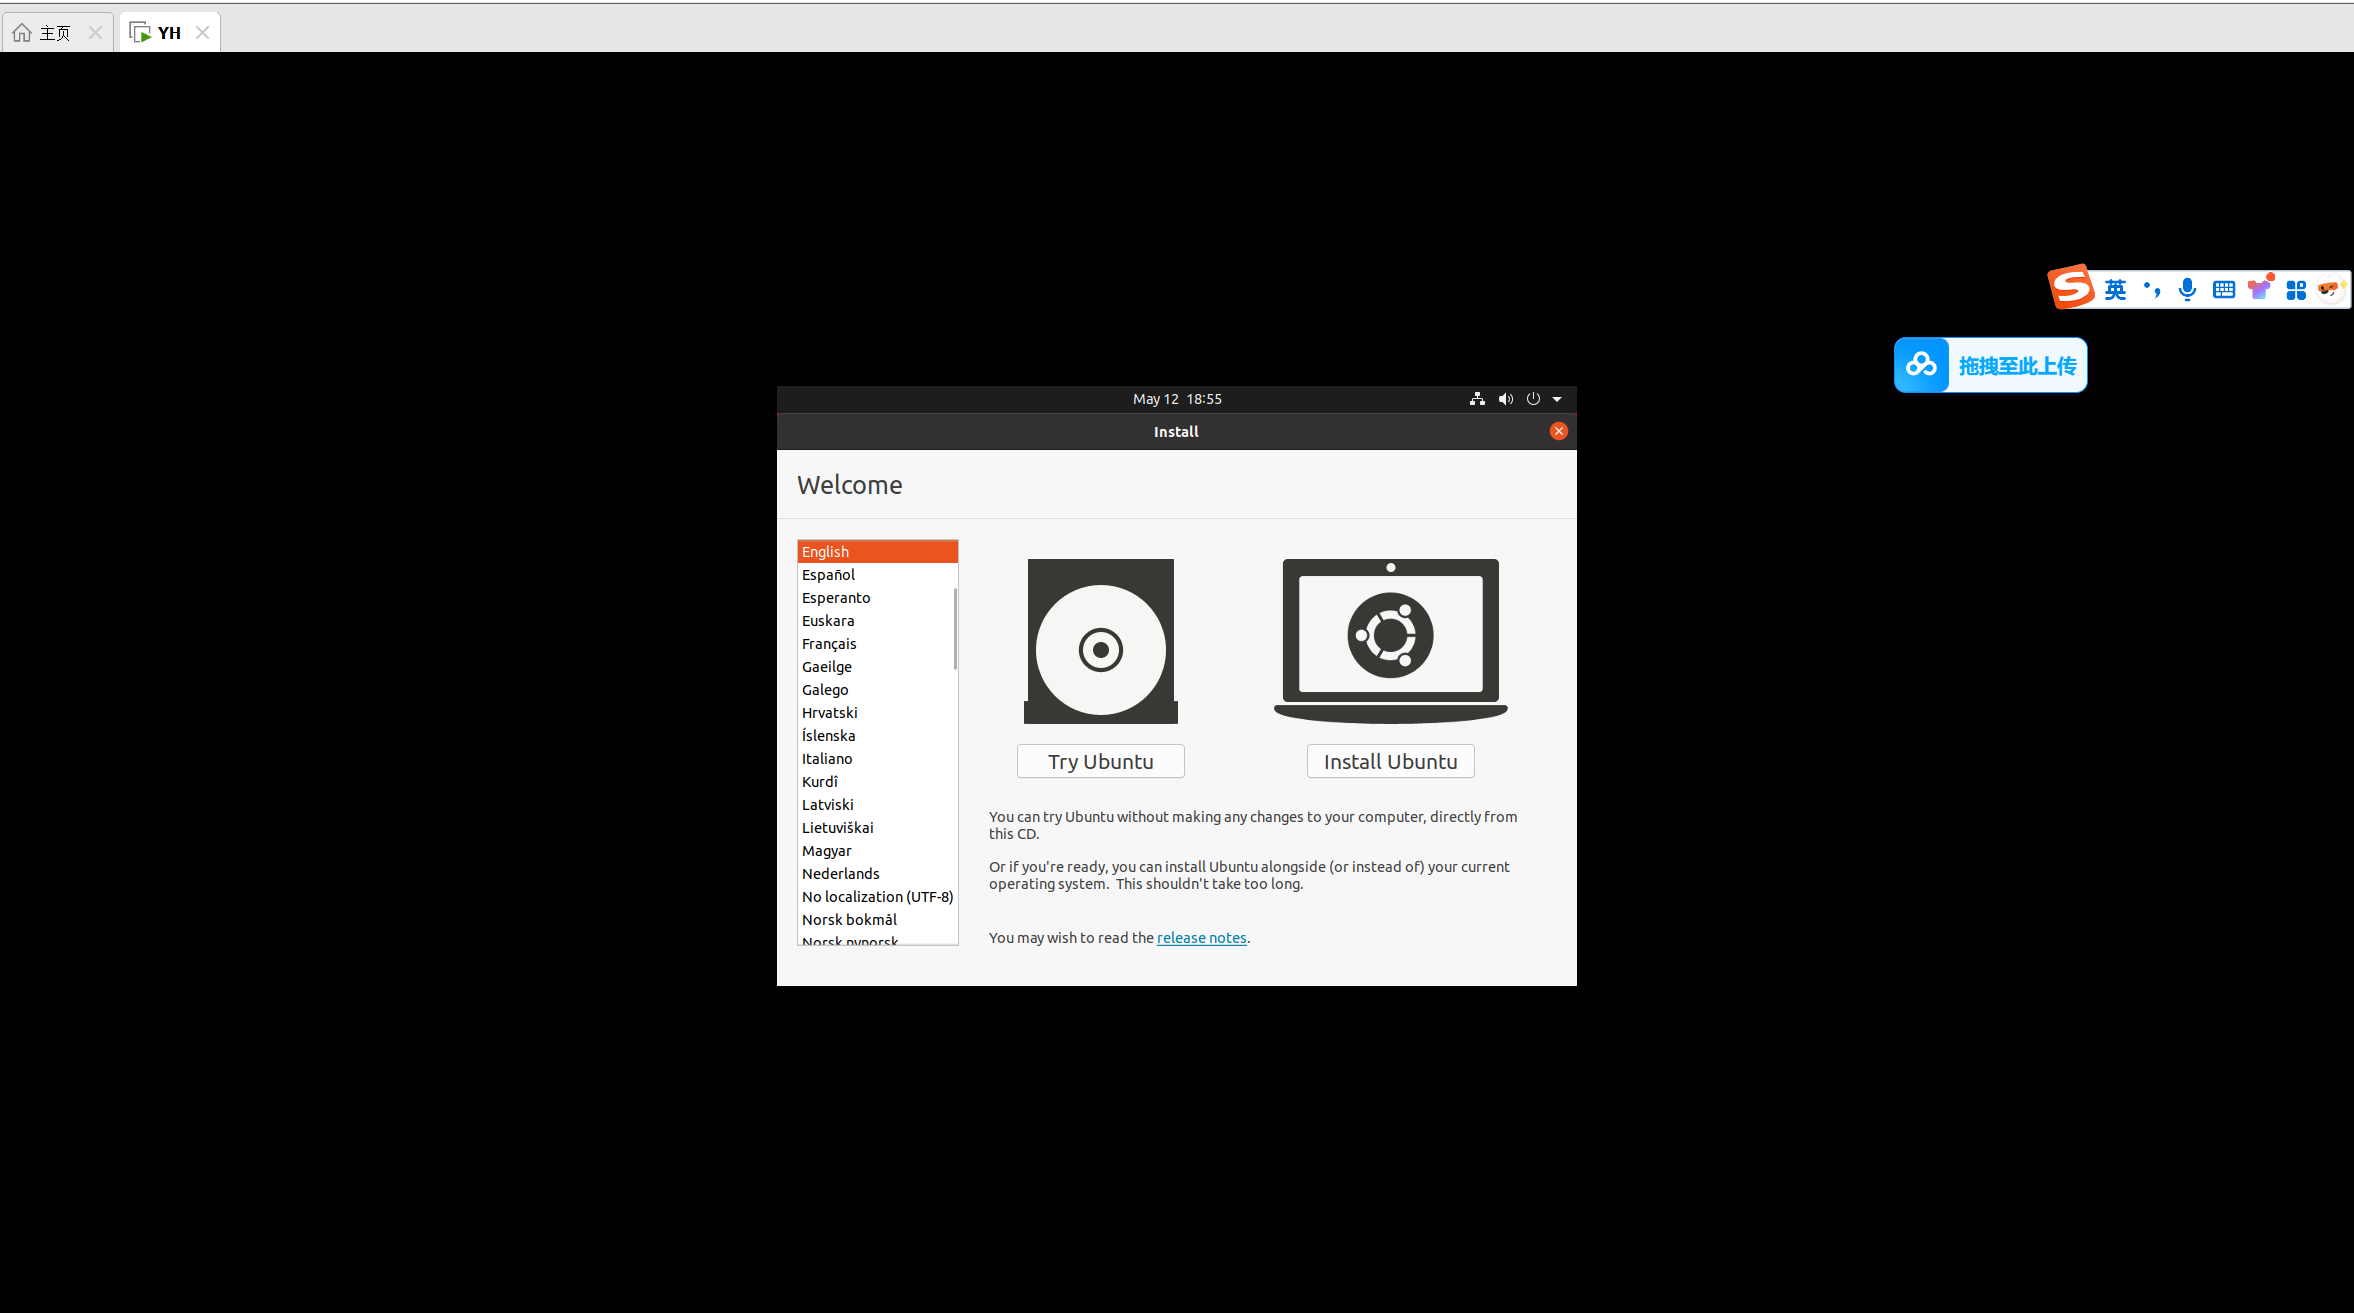 主页
YH
英
拖拽至此上传
May 12 18:55
Install
Welcome
English
Español
Esperanto
Euskara
Français
Gaeilge
Galego
Hrvatski
Íslenska
Italiano
Kurdî
Latviski
Lietuviškai
Magyar
Nederlands
No localization (UTF-8)
Norsk bokmål
Norsk nynorsk
Try Ubuntu
Install Ubuntu
You can try Ubuntu without making any changes to your computer, directly from
this CD.
Or if you're ready, you can install Ubuntu alongside (or instead of) your current
operating system.  This shouldn't take too long.
You may wish to read the release notes.